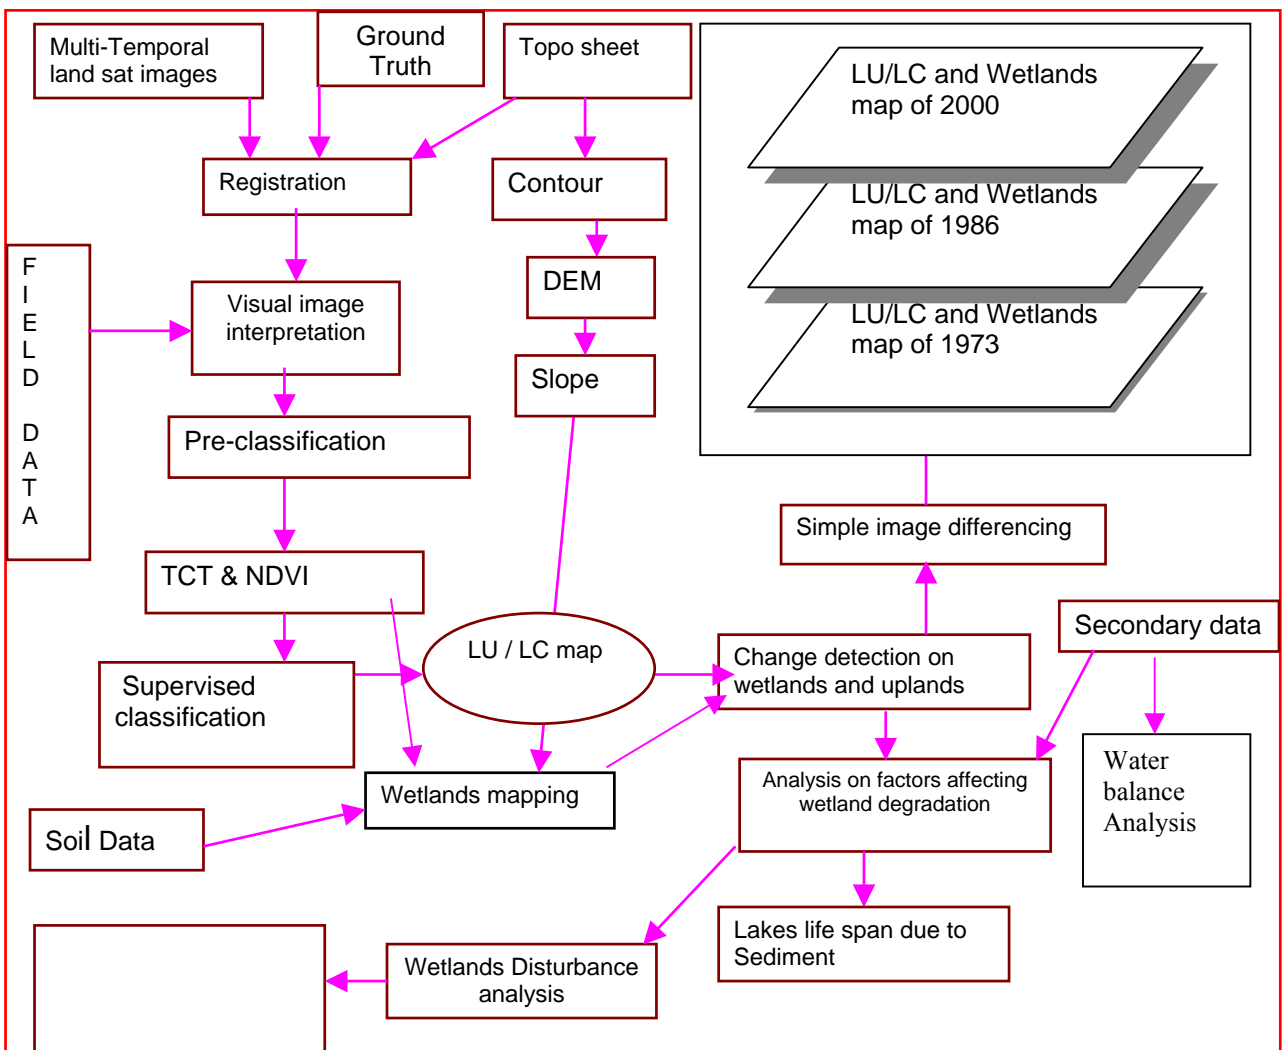 Multi-Temporal
land sat images
Ground
Truth
Topo sheet
LU/LC and Wetlands
map of 2000
LU/LC and Wetlands
map of 1986
LU/LC and Wetlands
map of 1973
Registration
Contour
F
I
E
L
D
D
A
T
A
Visual image
interpretation
DEM
Slope
Pre-classification
Simple image differencing
TCT & NDVI
LU / LC map
Secondary data
Supervised
classification
Change detection on
wetlands and uplands
Wetlands mapping
Analysis on factors affecting
wetland degradation
Water
balance
Analysis
Soil Data
Lakes life span due to
Sediment
Wetlands Disturbance
analysis